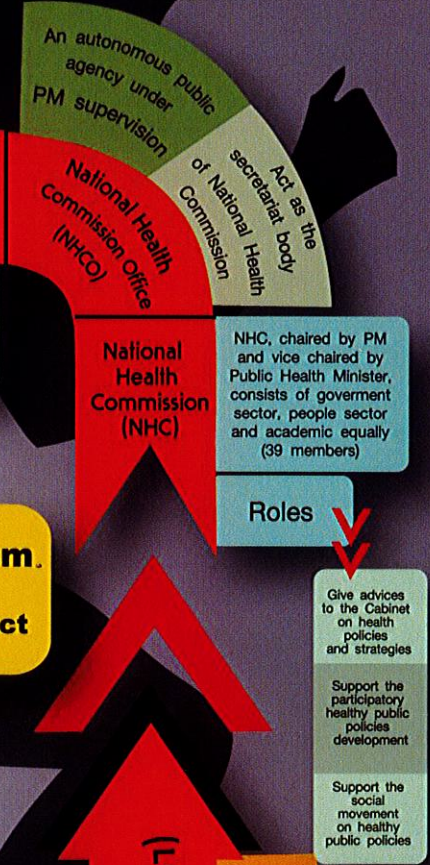 An autonomous public
agency under
PM supervision
Act as the
secretariat body
of National Health
Commission
National Health
Commission Office
(NHCO)
National
Health
Commission
(NHC)
NHC, chaired by PM
and vice chaired by
Public Health Minister,
consists of goverment
sector, people sector
and academic equally
(39 members)
Roles
m.
ct
Give advices
to the Cabinet
on health
policies
and strategies
Support the
participatory
healthy public
policies
development
Support the
social
movement
on healthy
public policies